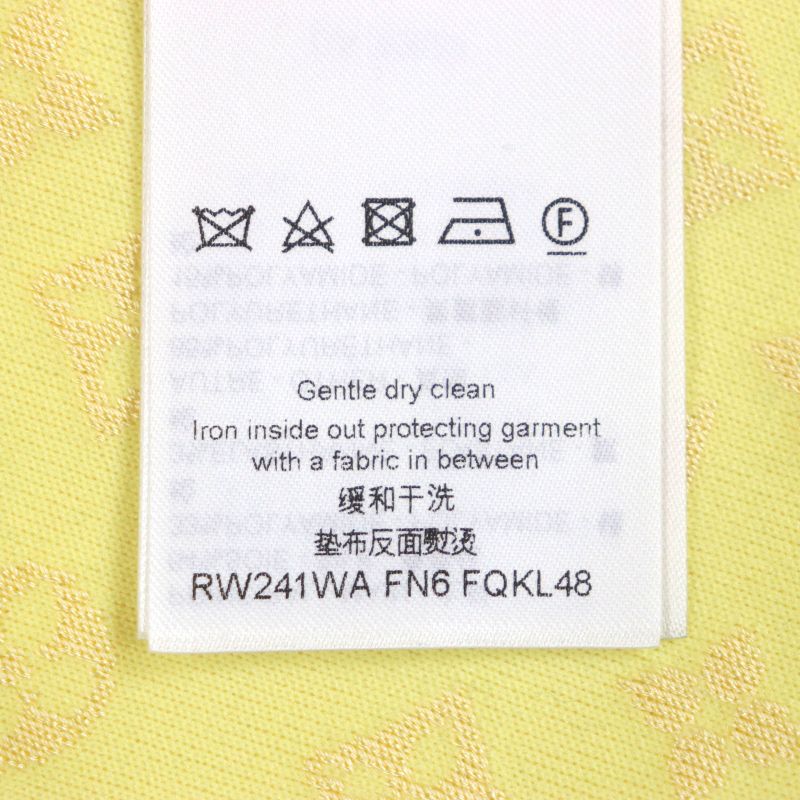 F
Gentle dry clean
Iron inside out protecting garment
with a fabric in between
缓和干洗
垫布反面熨烫
RW241WA FN6 FQKL48